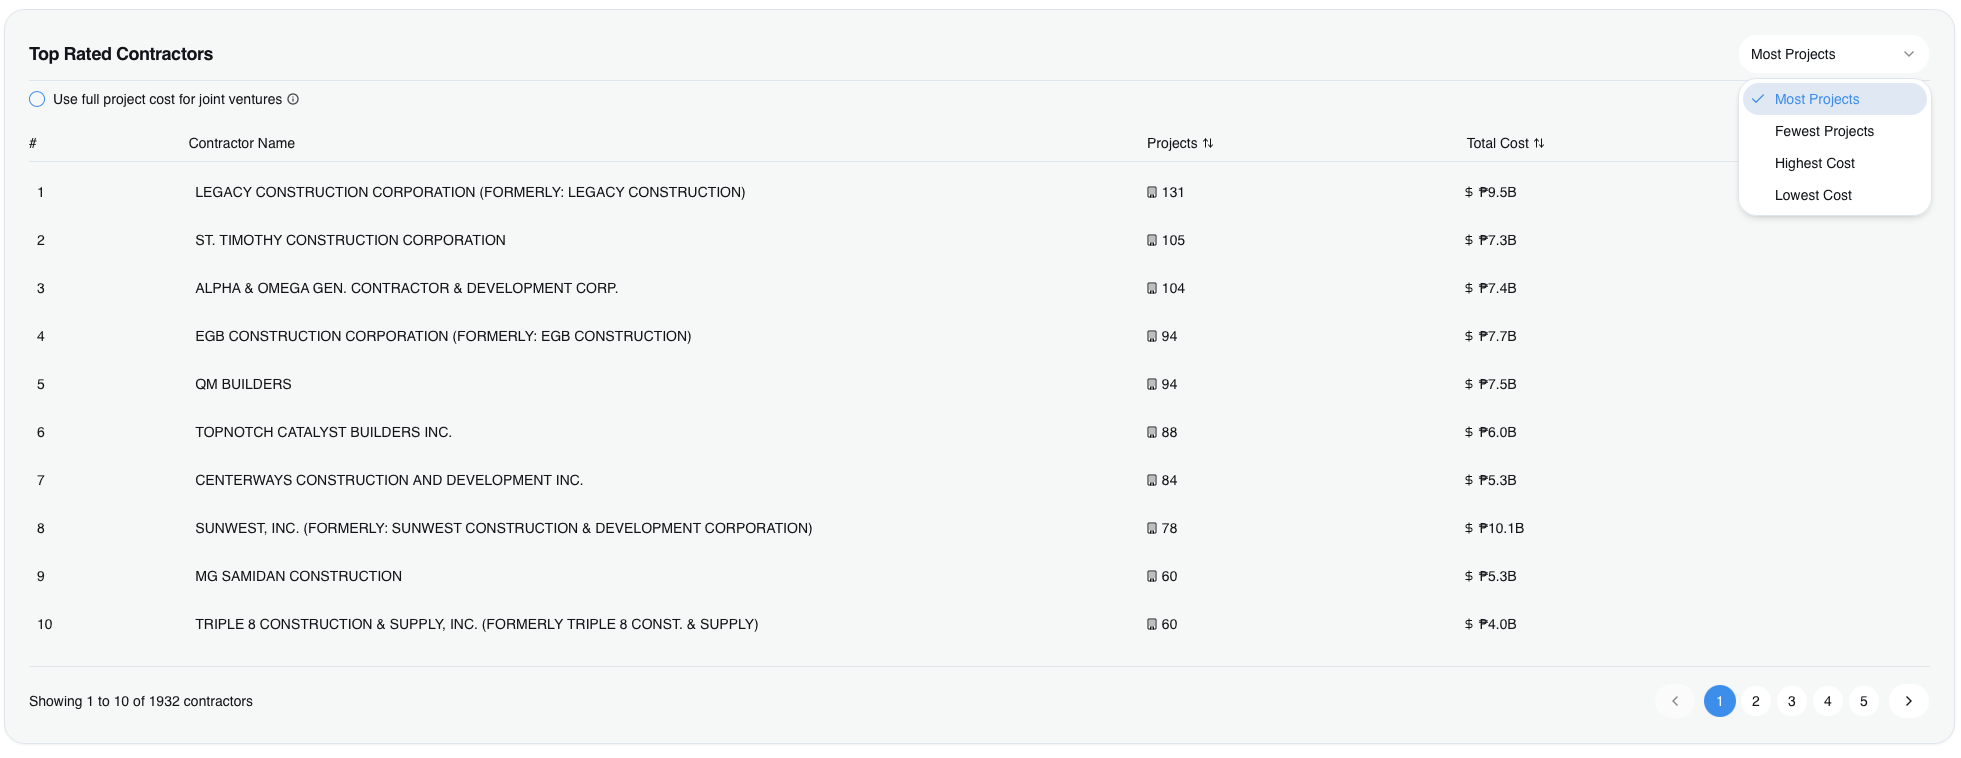 Top Rated Contractors
Most Projects
Use full project cost for joint ventures
Most Projects
Fewest Projects
Highest Cost
Lowest Cost
# Contractor Name Projects Total Cost
1 LEGACY CONSTRUCTION CORPORATION (FORMERLY: LEGACY CONSTRUCTION) 131 $ ₱9.5B
2 ST. TIMOTHY CONSTRUCTION CORPORATION 105 $ ₱7.3B
3 ALPHA & OMEGA GEN. CONTRACTOR & DEVELOPMENT CORP. 104 $ ₱7.4B
4 EGB CONSTRUCTION CORPORATION (FORMERLY: EGB CONSTRUCTION) 94 $ ₱7.7B
5 QM BUILDERS 94 $ ₱7.5B
6 TOPNOTCH CATALYST BUILDERS INC. 88 $ ₱6.0B
7 CENTERWAYS CONSTRUCTION AND DEVELOPMENT INC. 84 $ ₱5.3B
8 SUNWEST, INC. (FORMERLY: SUNWEST CONSTRUCTION & DEVELOPMENT CORPORATION) 78 $ ₱10.1B
9 MG SAMIDAN CONSTRUCTION 60 $ ₱5.3B
10 TRIPLE 8 CONSTRUCTION & SUPPLY, INC. (FORMERLY TRIPLE 8 CONST. & SUPPLY) 60 $ ₱4.0B
Showing 1 to 10 of 1932 contractors
1 2 3 4 5